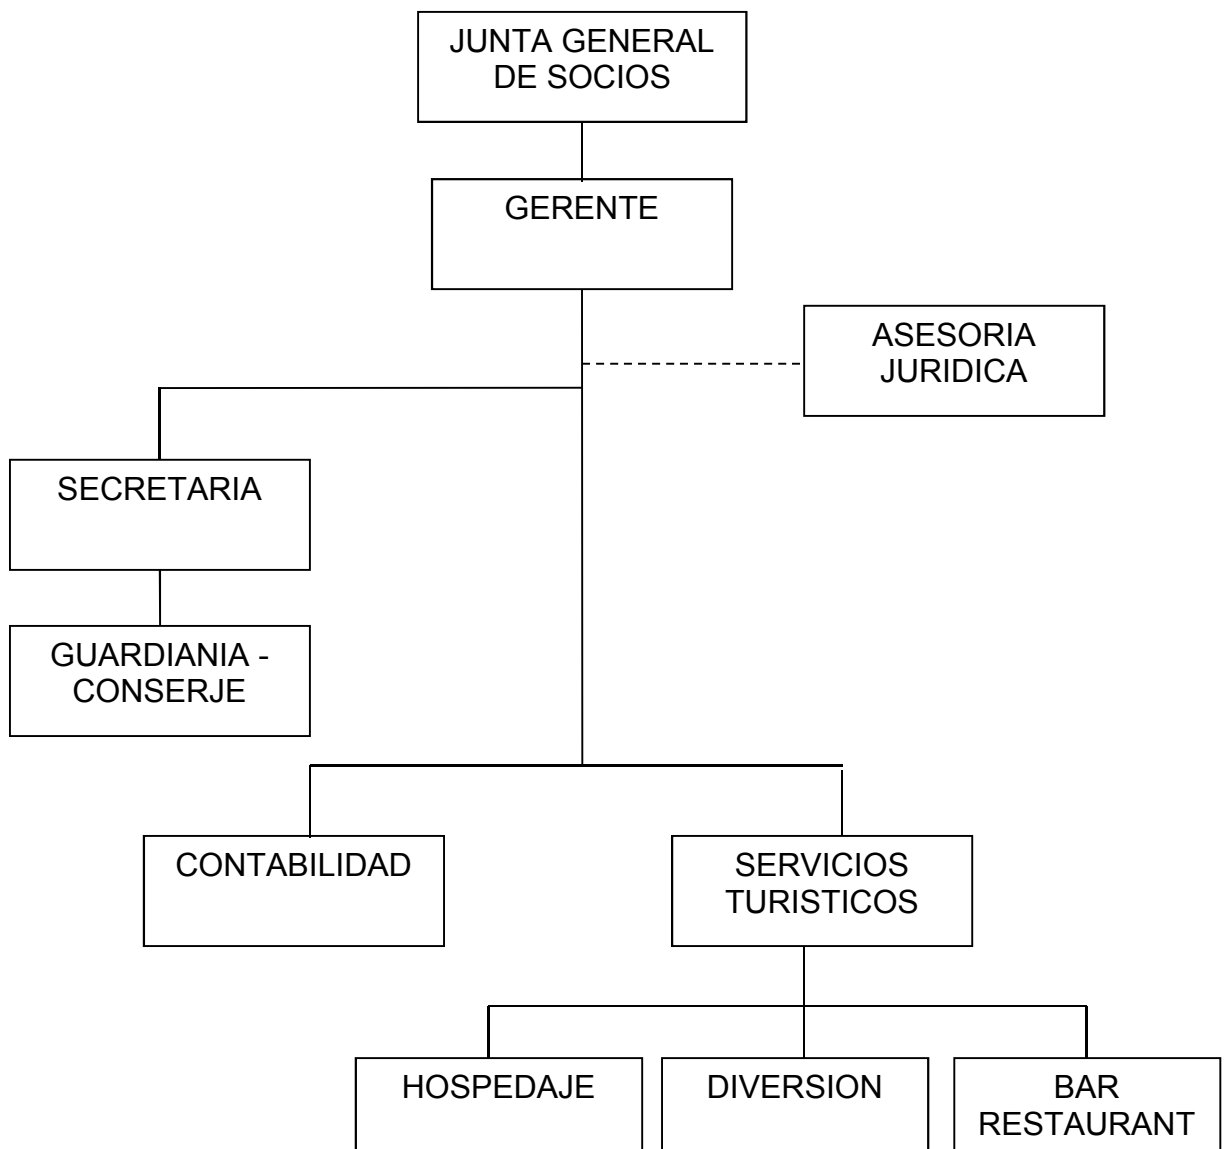 JUNTA GENERAL
DE SOCIOS
GERENTE
ASESORIA
JURIDICA
SECRETARIA
GUARDIANIA -
CONSERJE
CONTABILIDAD
SERVICIOS
TURISTICOS
HOSPEDAJE
DIVERSION
BAR
RESTAURANT